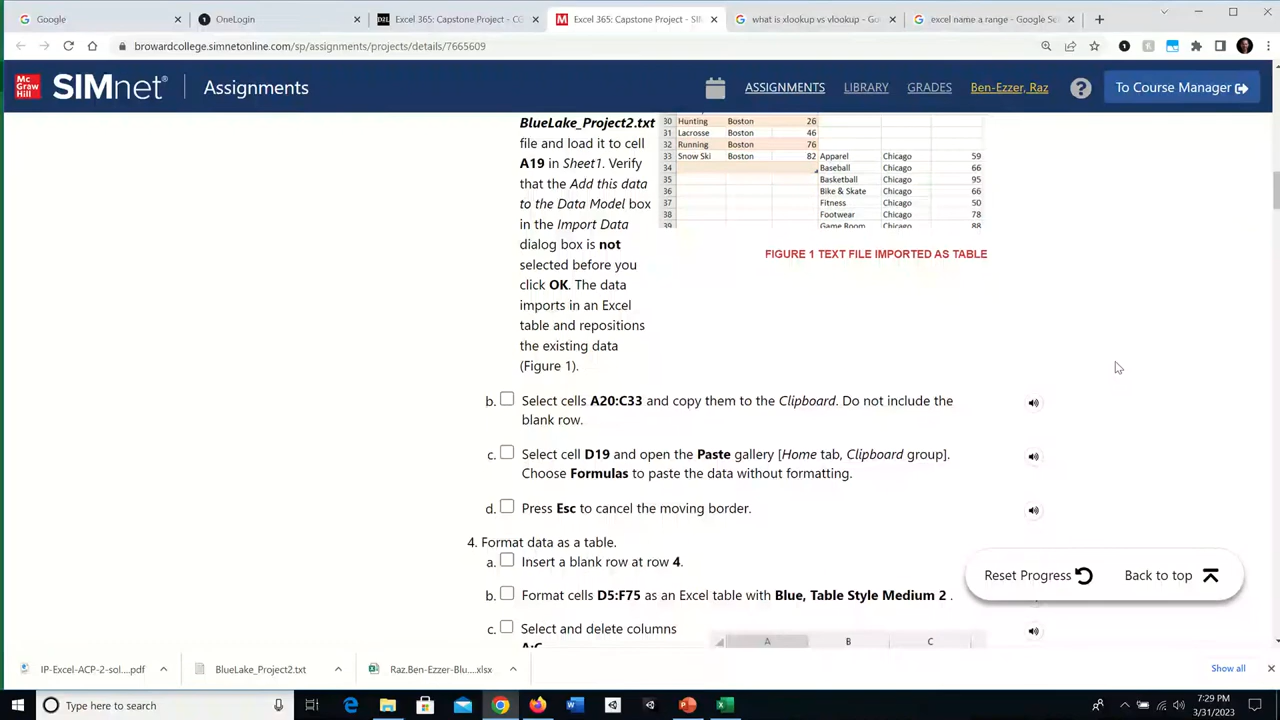 Google
OneLogin
Excel 365: Capstone Project - CG
Excel 365: Capstone Project - SIM
what is xlookup vs vlookup - Goo
excel name a range - Google Sea
browardcollege.simnetonline.com/sp/assignments/projects/details/7665609
Mc Graw Hill
SIMnet®
Assignments
ASSIGNMENTS
LIBRARY
GRADES
Ben-Ezzer, Raz
To Course Manager
BlueLake_Project2.txt
file and load it to cell
A19 in Sheet1. Verify
that the Add this data
to the Data Model box
in the Import Data
dialog box is not
selected before you
click OK. The data
imports in an Excel
table and repositions
the existing data
(Figure 1).
30 Hunting Boston 26
31 Lacrosse Boston 46
32 Running Boston 76
33 Snow Ski Boston 82 Apparel Chicago 59
34 Baseball Chicago 66
35 Basketball Chicago 95
36 Bike & Skate Chicago 66
37 Fitness Chicago 50
38 Footwear Chicago 78
39 Game Room Chicago 88
FIGURE 1 TEXT FILE IMPORTED AS TABLE
b. Select cells A20:C33 and copy them to the Clipboard. Do not include the
blank row.
c. Select cell D19 and open the Paste gallery [Home tab, Clipboard group].
Choose Formulas to paste the data without formatting.
d. Press Esc to cancel the moving border.
4. Format data as a table.
a. Insert a blank row at row 4.
b. Format cells D5:F75 as an Excel table with Blue, Table Style Medium 2 .
c. Select and delete columns
A:C
A B C
Reset Progress
Back to top
IP-Excel-ACP-2-sol....pdf
BlueLake_Project2.txt
Raz.Ben-Ezzer-Blu....xlsx
Show all
Type here to search
7:29 PM
3/31/2023